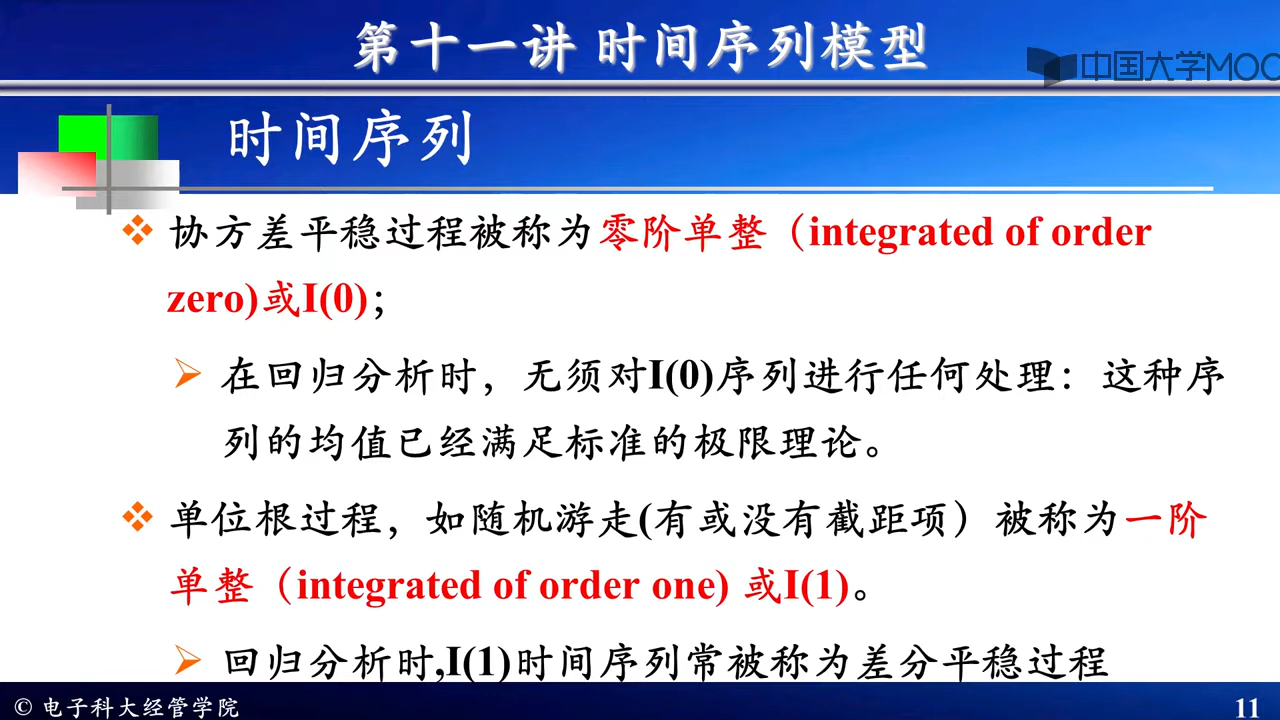 第十一讲 时间序列模型
中国大学MOO
时间序列
协方差平稳过程被称为零阶单整（integrated of order
zero)或I(0)；
在回归分析时，无须对I(0)序列进行任何处理：这种序
列的均值已经满足标准的极限理论。
单位根过程，如随机游走(有或没有截距项）被称为一阶
单整（integrated of order one) 或I(1)。
回归分析时,I(1)时间序列常被称为差分平稳过程
© 电子科大经管学院
11